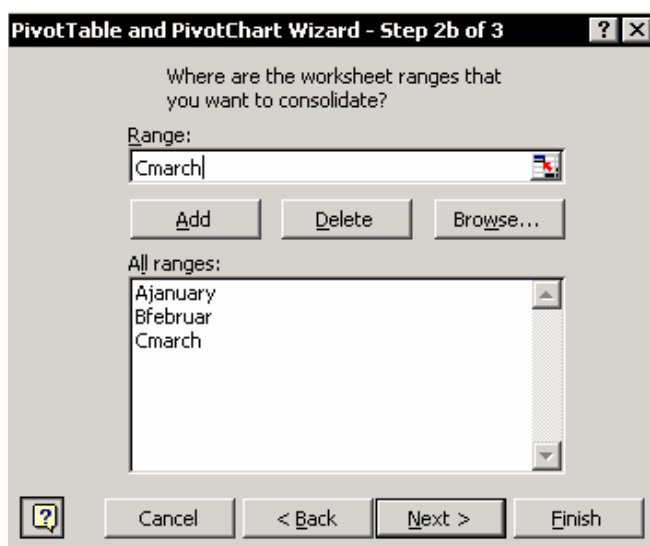 PivotTable and PivotChart Wizard - Step 2b of 3
Where are the worksheet ranges that
you want to consolidate?
Range:
Cmarch
Add Delete Browse...
All ranges:
Ajanuary
Bfebruar
Cmarch
Cancel < Back Next > Finish